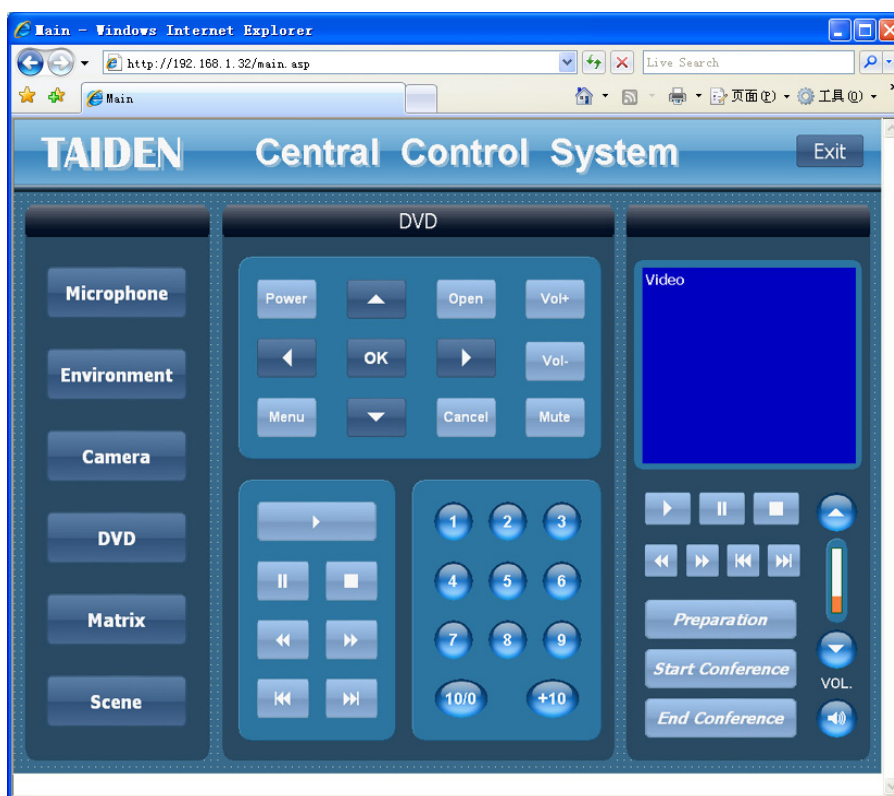 Main - Windows Internet Explorer
http://192.168.1.32/main.asp
Live Search
Main
页面(P)
工具(O)
TAIDEN
Central Control System
Exit
DVD
Microphone
Environment
Camera
DVD
Matrix
Scene
Power
Open
Vol+
OK
Vol-
Menu
Cancel
Mute
1 2 3
4 5 6
7 8 9
10/0 +10
Video
Preparation
Start Conference
End Conference
VOL.